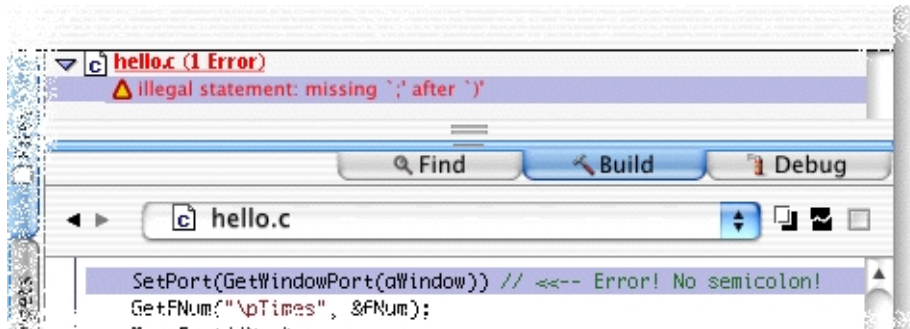 hello.c (1 Error)
illegal statement: missing `;' after `)'
Find
Build
Debug
hello.c
SetPort(GetWindowPort(aWindow)) // <<-- Error! No semicolon!
GetFNum("\pTimes", &fNum);